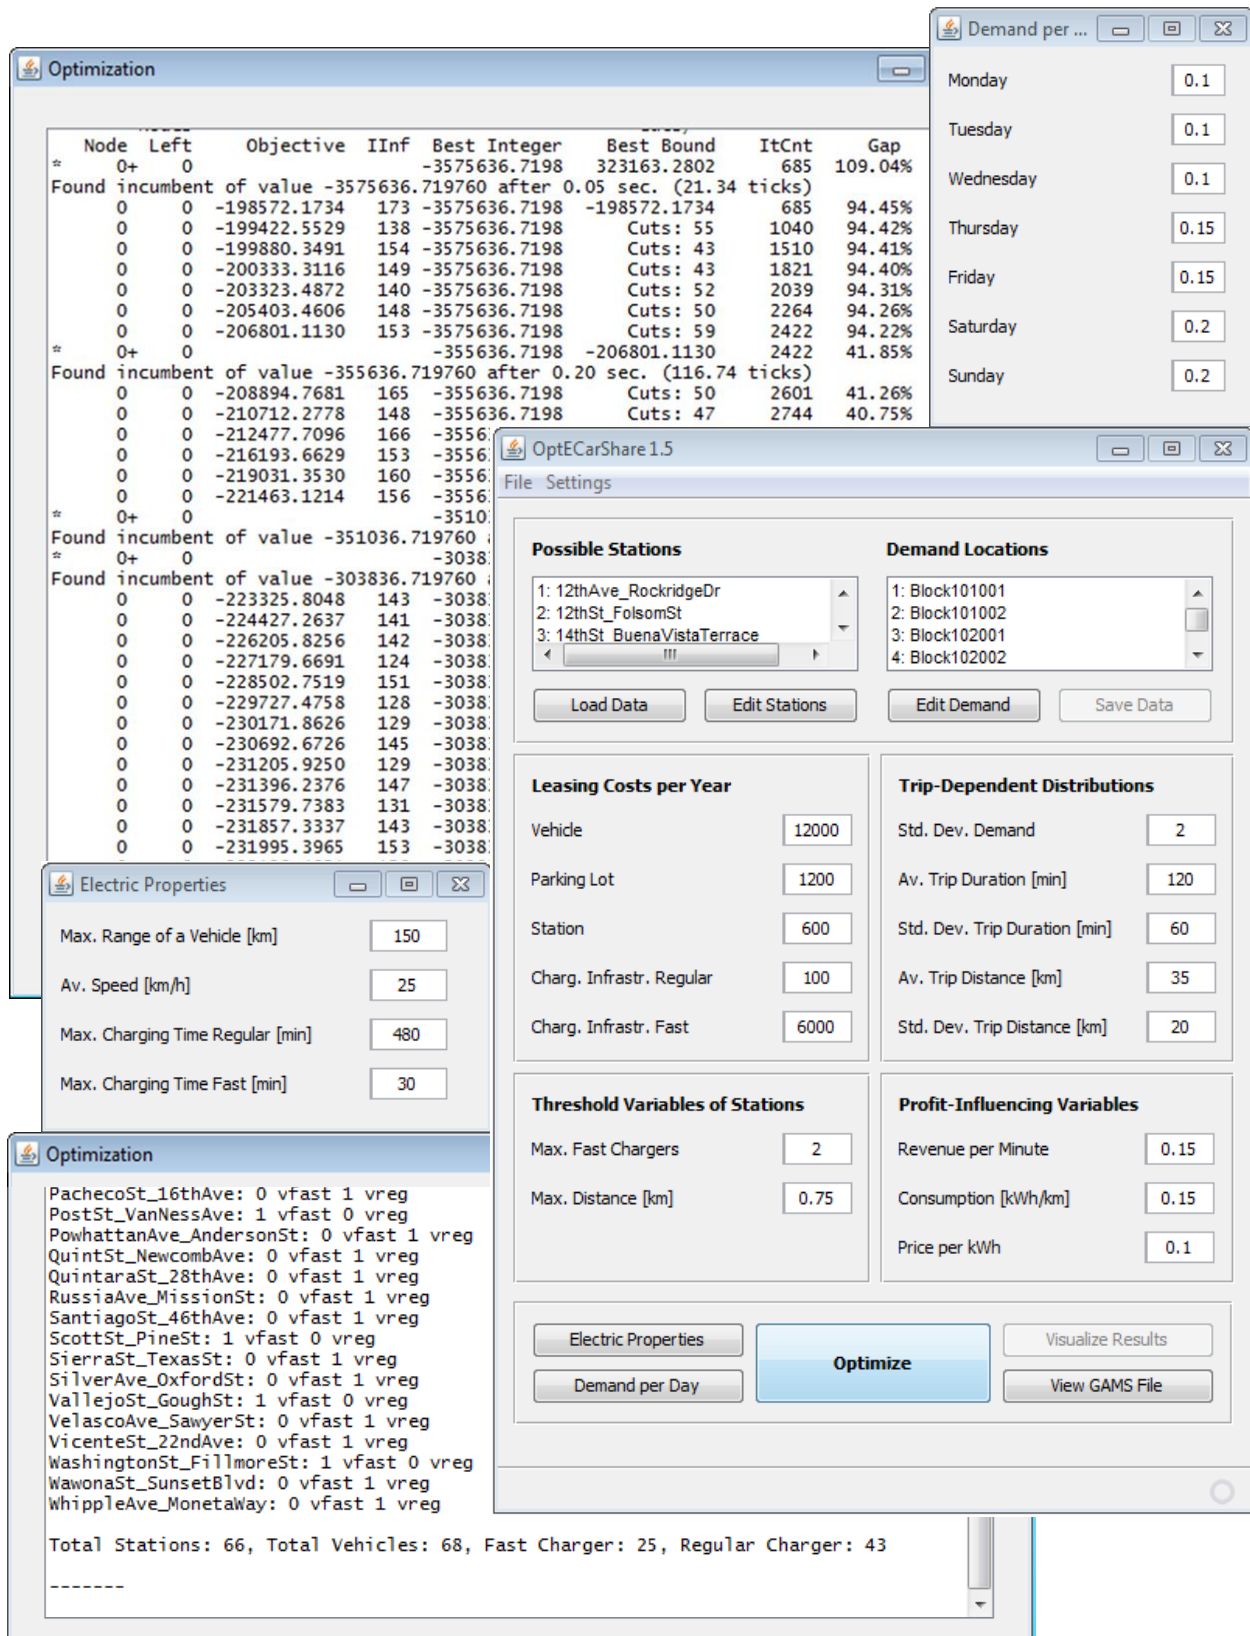 Optimization
Node Left Objective IInf Best Integer Best Bound ItCnt Gap
* 0+ 0 -3575636.7198 323163.2802 685 109.04%
Found incumbent of value -3575636.719760 after 0.05 sec. (21.34 ticks)
0 0 -198572.1734 173 -3575636.7198 -198572.1734 685 94.45%
0 0 -199422.5529 138 -3575636.7198 Cuts: 55 1040 94.42%
0 0 -199880.3491 154 -3575636.7198 Cuts: 43 1510 94.41%
0 0 -200333.3116 149 -3575636.7198 Cuts: 43 1821 94.40%
0 0 -203323.4872 140 -3575636.7198 Cuts: 52 2039 94.31%
0 0 -205403.4606 148 -3575636.7198 Cuts: 50 2264 94.26%
0 0 -206801.1130 153 -3575636.7198 Cuts: 59 2422 94.22%
* 0+ 0 -355636.7198 -206801.1130 2422 41.85%
Found incumbent of value -355636.719760 after 0.20 sec. (116.74 ticks)
0 0 -208894.7681 165 -355636.7198 Cuts: 50 2601 41.26%
0 0 -210712.2778 148 -355636.7198 Cuts: 47 2744 40.75%
0 0 -212477.7096 166 -3556
0 0 -216193.6629 153 -3556
0 0 -219031.3530 160 -3556
0 0 -221463.1214 156 -3556
* 0+ 0 -3510
Found incumbent of value -351036.719760
* 0+ 0 -3038
Found incumbent of value -303836.719760
0 0 -223325.8048 143 -3038
0 0 -224427.2637 141 -3038
0 0 -226205.8256 142 -3038
0 0 -227179.6691 124 -3038
0 0 -228502.7519 151 -3038
0 0 -229727.4758 128 -3038
0 0 -230171.8626 129 -3038
0 0 -230692.6726 145 -3038
0 0 -231205.9250 129 -3038
0 0 -231396.2376 147 -3038
0 0 -231579.7383 131 -3038
0 0 -231857.3337 143 -3038
0 0 -231995.3965 153 -3038
Demand per ...
Monday 0.1
Tuesday 0.1
Wednesday 0.1
Thursday 0.15
Friday 0.15
Saturday 0.2
Sunday 0.2
OptECarShare 1.5
File Settings
Possible Stations
1: 12thAve_RockridgeDr
2: 12thSt_FolsomSt
3: 14thSt_BuenaVistaTerrace
Load Data
Edit Stations
Demand Locations
1: Block101001
2: Block101002
3: Block102001
4: Block102002
Edit Demand
Save Data
Leasing Costs per Year
Vehicle 12000
Parking Lot 1200
Station 600
Charg. Infrastr. Regular 100
Charg. Infrastr. Fast 6000
Trip-Dependent Distributions
Std. Dev. Demand 2
Av. Trip Duration [min] 120
Std. Dev. Trip Duration [min] 60
Av. Trip Distance [km] 35
Std. Dev. Trip Distance [km] 20
Threshold Variables of Stations
Max. Fast Chargers 2
Max. Distance [km] 0.75
Profit-Influencing Variables
Revenue per Minute 0.15
Consumption [kWh/km] 0.15
Price per kWh 0.1
Electric Properties
Demand per Day
Optimize
Visualize Results
View GAMS File
Electric Properties
Max. Range of a Vehicle [km] 150
Av. Speed [km/h] 25
Max. Charging Time Regular [min] 480
Max. Charging Time Fast [min] 30
Optimization
PachecoSt_16thAve: 0 vfast 1 vreg
PostSt_VanNessAve: 1 vfast 0 vreg
PowhattanAve_AndersonSt: 0 vfast 1 vreg
QuintSt_NewcombAve: 0 vfast 1 vreg
QuintaraSt_28thAve: 0 vfast 1 vreg
RussiaAve_MissionSt: 0 vfast 1 vreg
SantiagoSt_46thAve: 0 vfast 1 vreg
ScottSt_PineSt: 1 vfast 0 vreg
SierraSt_TexasSt: 0 vfast 1 vreg
SilverAve_OxfordSt: 0 vfast 1 vreg
VallejoSt_GoughSt: 1 vfast 0 vreg
VelascoAve_SawyerSt: 0 vfast 1 vreg
VicenteSt_22ndAve: 0 vfast 1 vreg
WashingtonSt_FillmoreSt: 1 vfast 0 vreg
WawonaSt_SunsetBlvd: 0 vfast 1 vreg
WhippleAve_MonetaWay: 0 vfast 1 vreg
Total Stations: 66, Total Vehicles: 68, Fast Charger: 25, Regular Charger: 43
-------